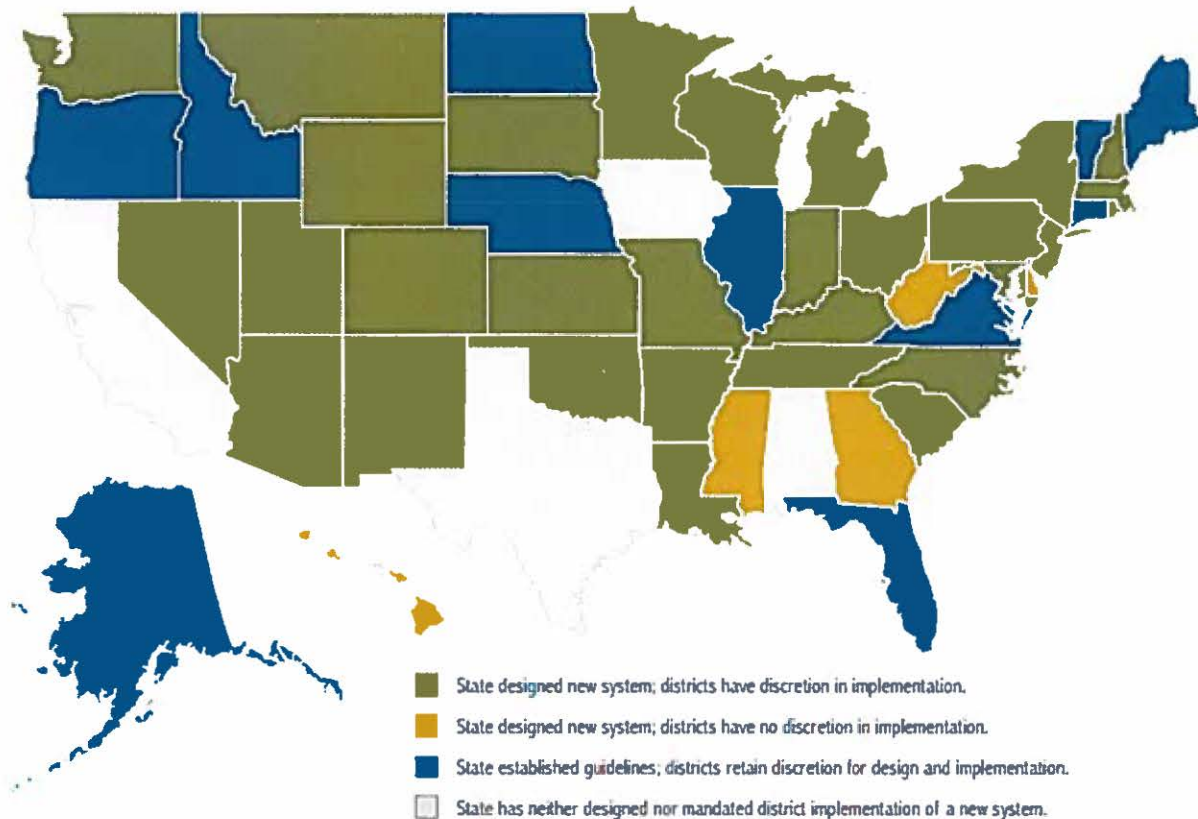 State designed new system; districts have discretion in implementation.
State designed new system; districts have no discretion in implementation.
State established guidelines; districts retain discretion for design and implementation.
State has neither designed nor mandated district implementation of a new system.